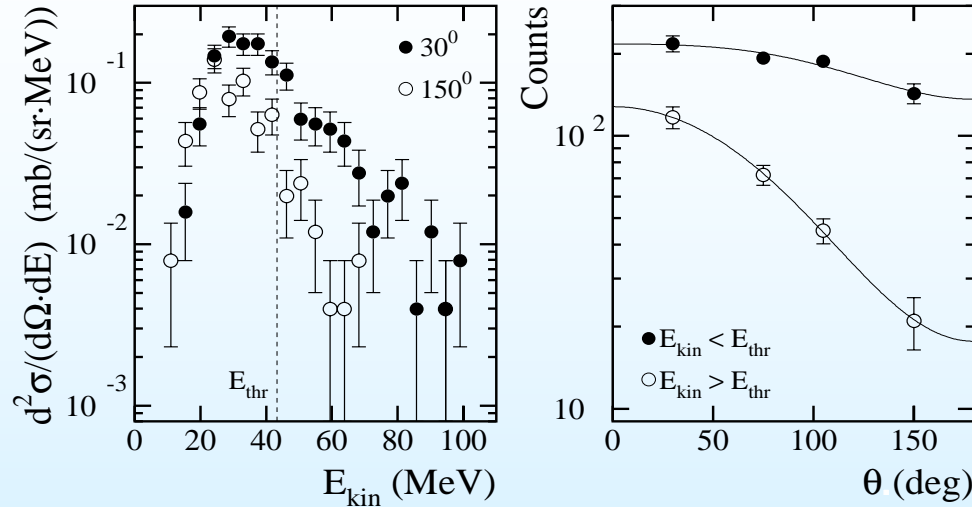 d²σ/(dΩ·dE) (mb/(sr·MeV))
10⁻¹
10⁻²
10⁻³
30⁰
150⁰
E_thr
0 20 40 60 80 100
E_kin (MeV)
Counts
10²
10
E_kin < E_thr
E_kin > E_thr
0 50 100 150
θ (deg)